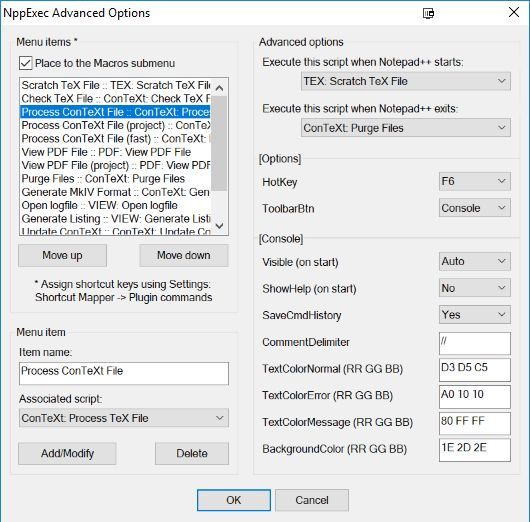 NppExec Advanced Options
Menu items *
Place to the Macros submenu
Scratch TeX File :: TEX: Scratch TeX F
Check TeX File :: ConTeXt: Check TeX F
Process ConTeXt File :: ConTeXt: Proce
Process ConTeXt File (project) :: ConTeX
Process ConTeXt File (fast) :: ConTeXt: F
View PDF File :: PDF: View PDF File
View PDF File (project) :: PDF: View PDF
Purge Files :: ConTeXt: Purge Files
Generate MkIV Format :: ConTeXt: Gen
Open logfile :: VIEW: Open logfile
Generate Listing :: VIEW: Generate Listi
Update ConTeXt :: ConTeXt: Update Con
Move up
Move down
* Assign shortcut keys using Settings:
Shortcut Mapper -> Plugin commands
Menu item
Item name:
Process ConTeXt File
Associated script:
ConTeXt: Process TeX File
Add/Modify
Delete
Advanced options
Execute this script when Notepad++ starts:
TEX: Scratch TeX File
Execute this script when Notepad++ exits:
ConTeXt: Purge Files
[Options]
HotKey
F6
ToolbarBtn
Console
[Console]
Visible (on start)
Auto
ShowHelp (on start)
No
SaveCmdHistory
Yes
CommentDelimiter
//
TextColorNormal (RR GG BB)
D3 D5 C5
TextColorError (RR GG BB)
A0 10 10
TextColorMessage (RR GG BB)
80 FF FF
BackgroundColor (RR GG BB)
1E 2D 2E
OK
Cancel